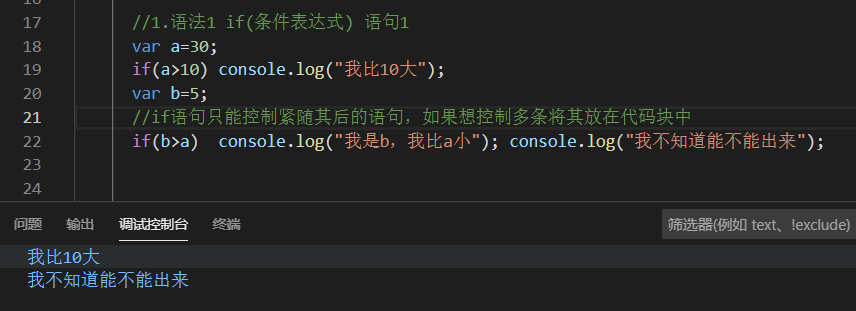 17 //1.语法1 if(条件表达式) 语句1
18 var a=30;
19 if(a>10) console.log("我比10大");
20 var b=5;
21 //if语句只能控制紧随其后的语句，如果想控制多条将其放在代码块中
22 if(b>a)  console.log("我是b，我比a小"); console.log("我不知道能不能出来");
23
24
问题 输出 调试控制台 终端 筛选器(例如 text、!exclude)
我比10大
我不知道能不能出来